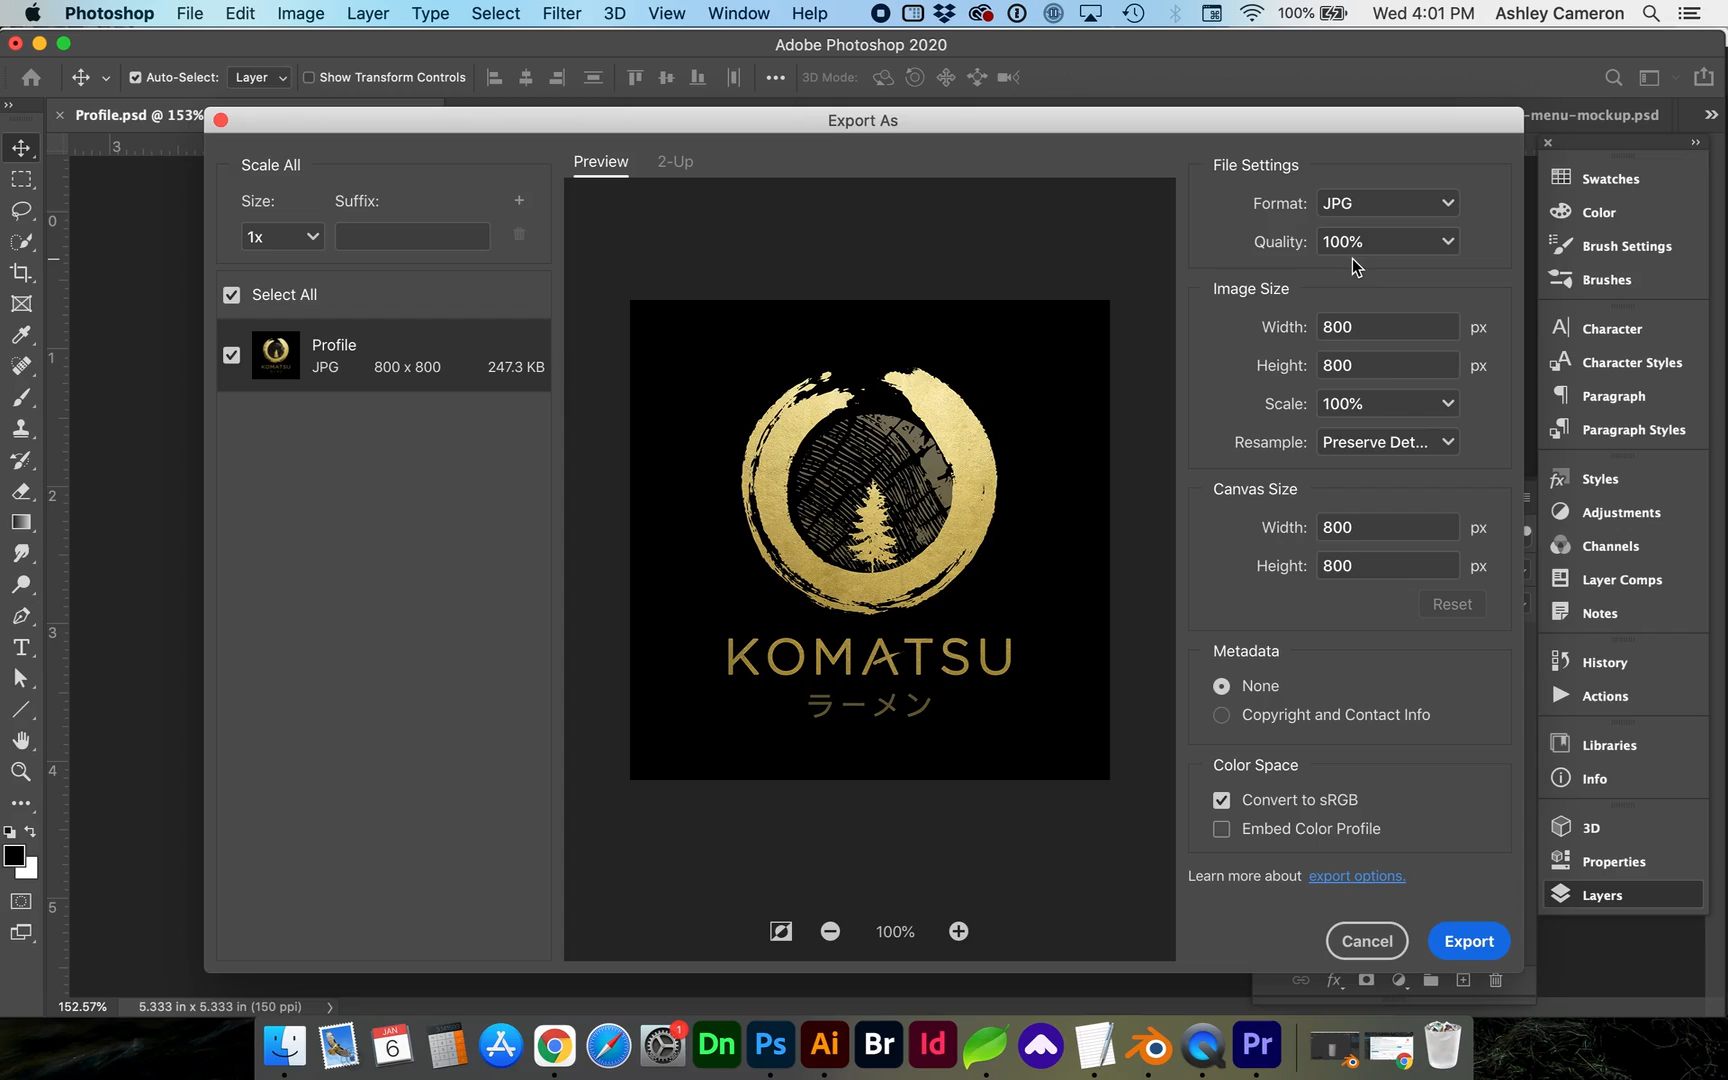 Photoshop File Edit Image Layer Type Select Filter 3D View Window Help 100% Wed 4:01 PM Ashley Cameron
Adobe Photoshop 2020
Auto-Select: Layer Show Transform Controls 3D Mode:
Profile.psd @ 153%
-menu-mockup.psd
Export As
Scale All
Size: Suffix:
1x
Select All
Profile
JPG 800 x 800 247.3 KB
Preview 2-Up
KOMATSU
ラーメン
100%
File Settings
Format: JPG
Quality: 100%
Image Size
Width: 800 px
Height: 800 px
Scale: 100%
Resample: Preserve Det...
Canvas Size
Width: 800 px
Height: 800 px
Reset
Metadata
None
Copyright and Contact Info
Color Space
Convert to sRGB
Embed Color Profile
Learn more about export options.
Cancel Export
Swatches
Color
Brush Settings
Brushes
Character
Character Styles
Paragraph
Paragraph Styles
Styles
Adjustments
Channels
Layer Comps
Notes
History
Actions
Libraries
Info
3D
Properties
Layers
3
0
1
2
3
4
5
152.57% 5.333 in x 5.333 in (150 ppi)
JAN
6
1
Dn Ps Ai Br Id Pr